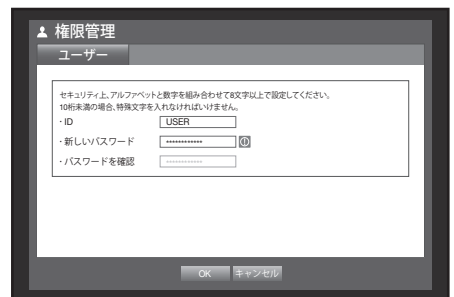 権限管理
ユーザー
セキュリティ上、アルファベットと数字を組み合わせて8文字以上で設定してください。
10桁未満の場合、特殊文字を入れなければいけません。
・ID USER
・新しいパスワード ************
・パスワードを確認 ************
OK キャンセル